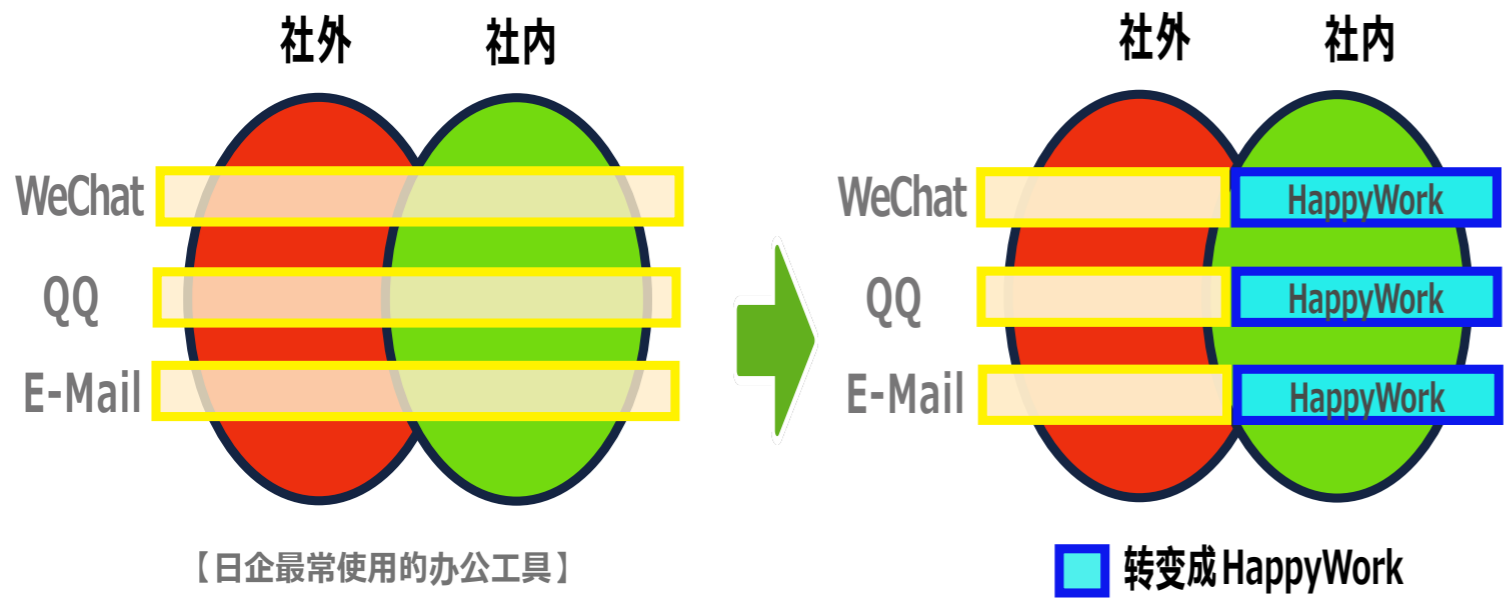 社外 社内
WeChat
QQ
E-Mail
【日企最常使用的办公工具】
社外 社内
WeChat HappyWork
QQ HappyWork
E-Mail HappyWork
转变成HappyWork